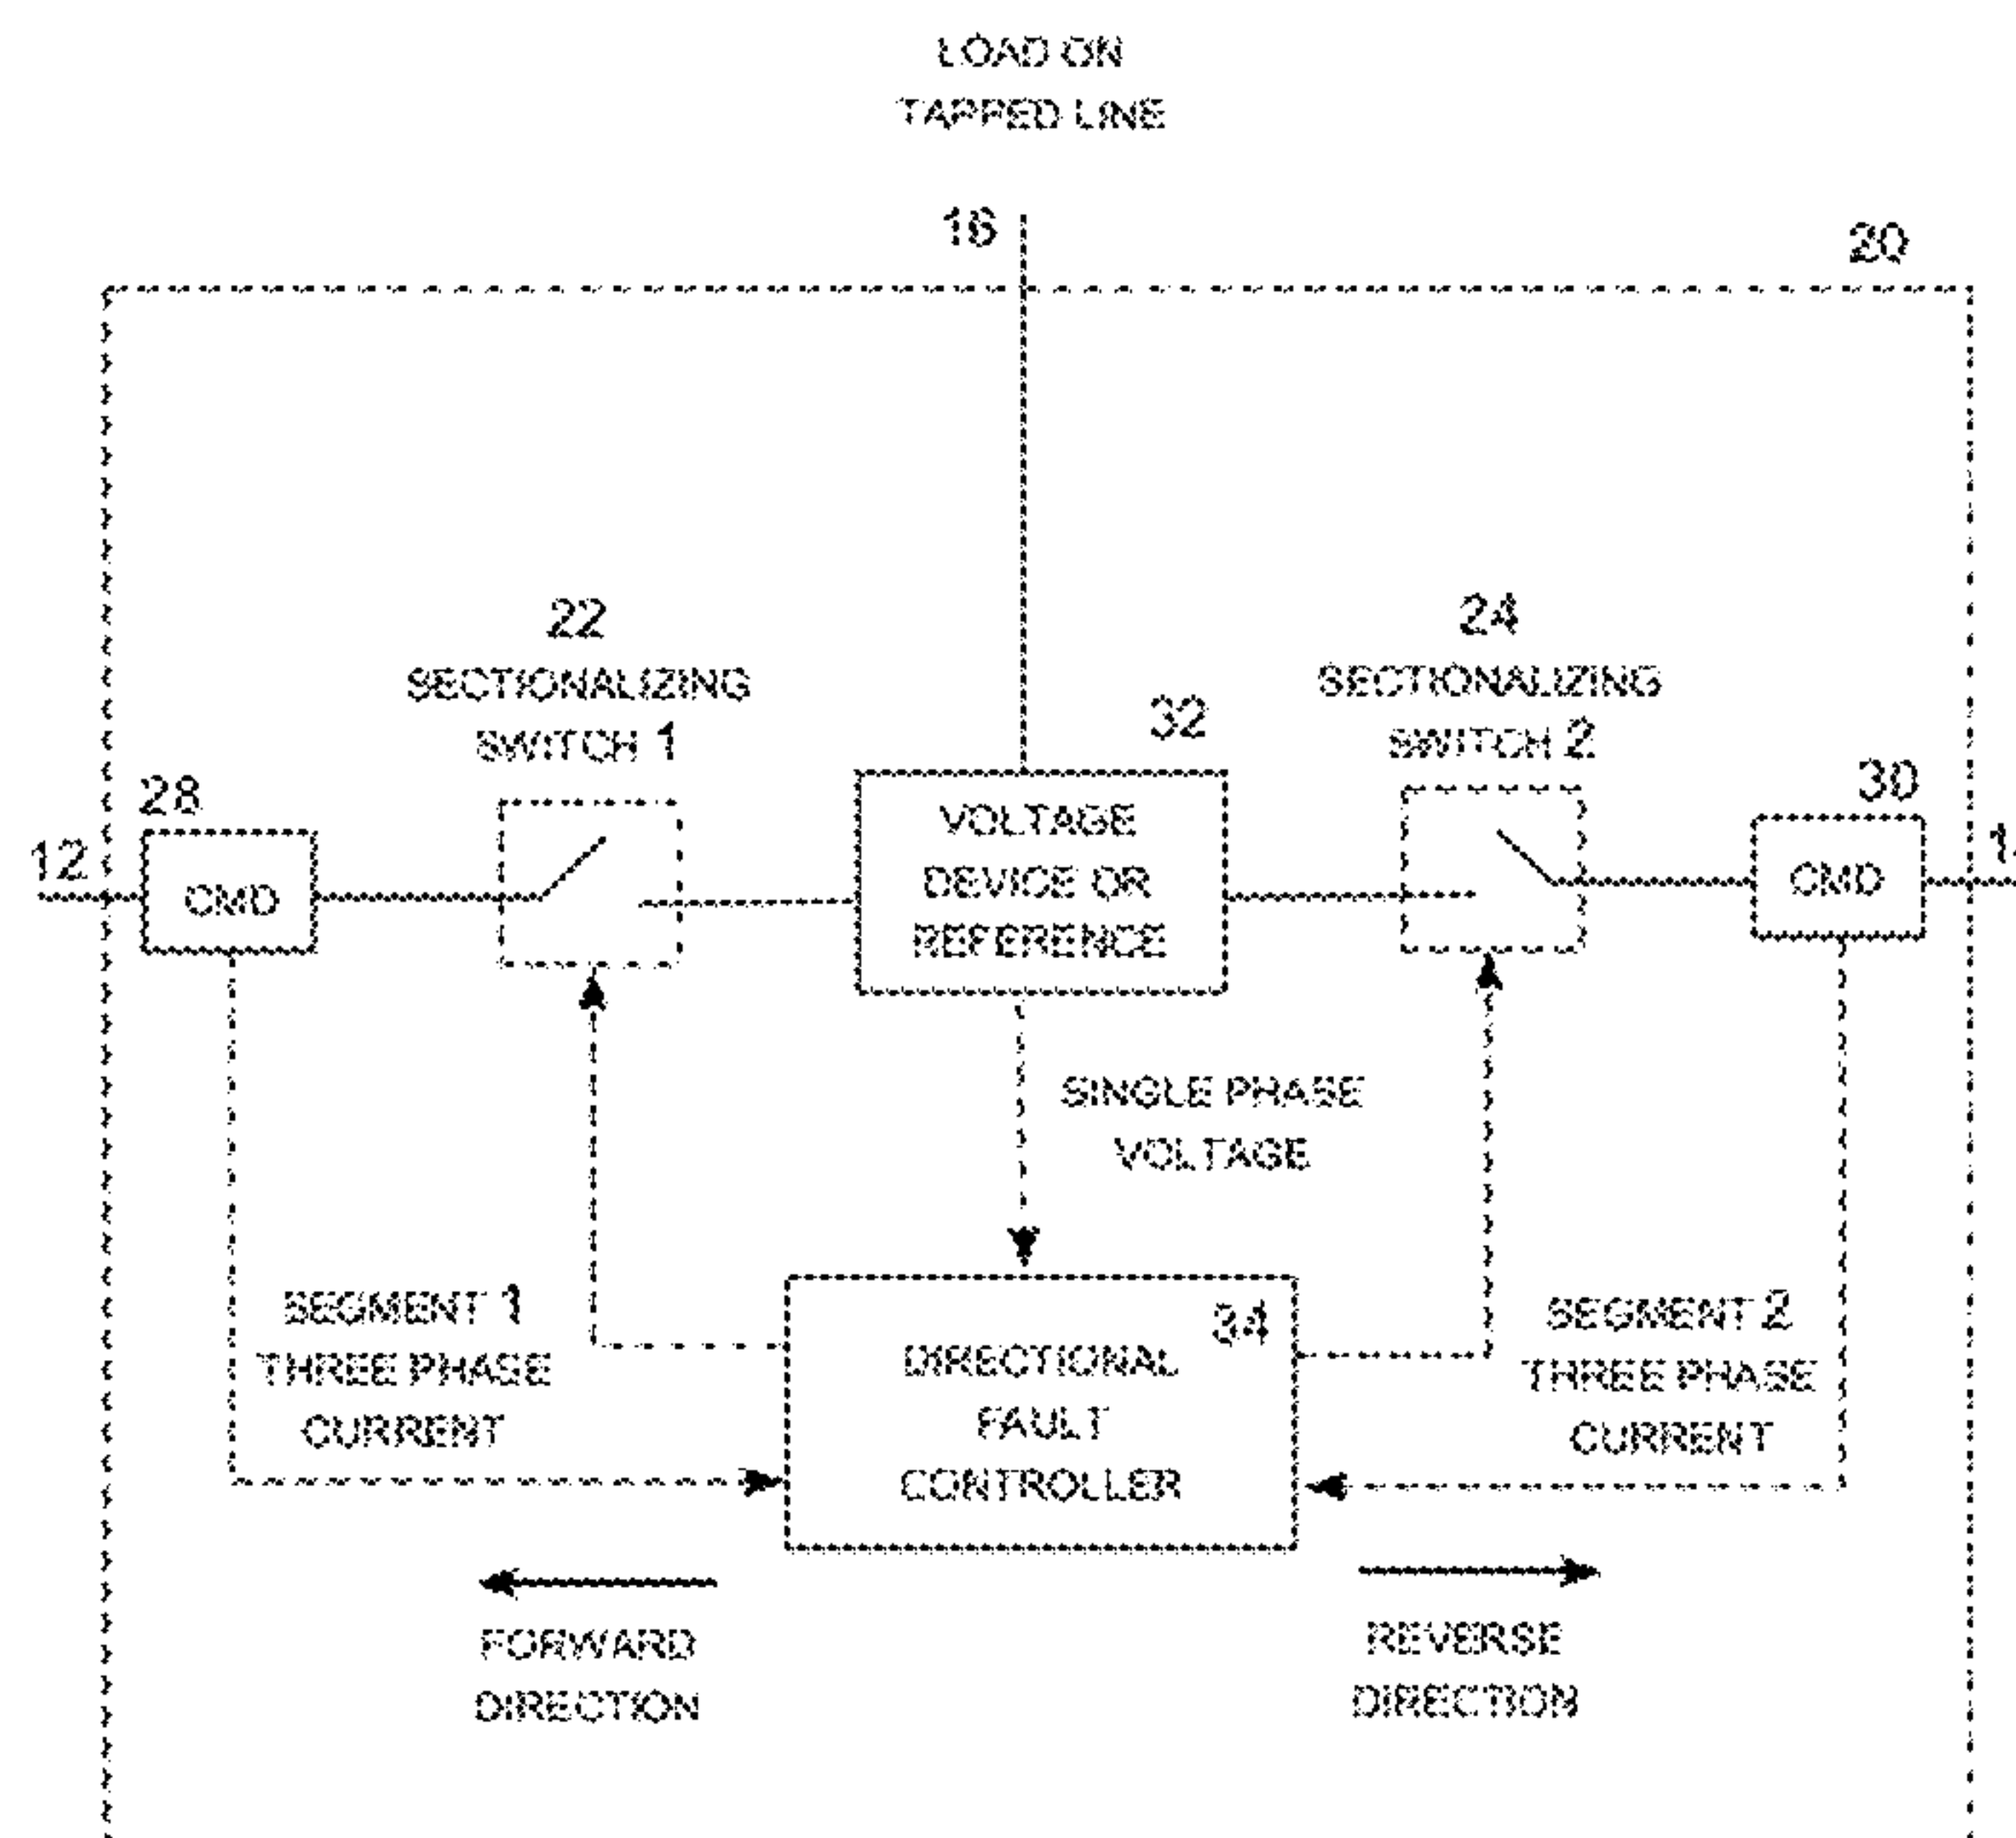 LOAD ON
TAPPED LINE
16
20
22
SECTIONALIZING
SWITCH 1
24
SECTIONALIZING
SWITCH 2
32
28
30
12
CMD
VOLTAGE
DEVICE OR
REFERENCE
CMD
SINGLE PHASE
VOLTAGE
SEGMENT 1
THREE PHASE
CURRENT
34
DIRECTIONAL
FAULT
CONTROLLER
SEGMENT 2
THREE PHASE
CURRENT
FORWARD
DIRECTION
REVERSE
DIRECTION